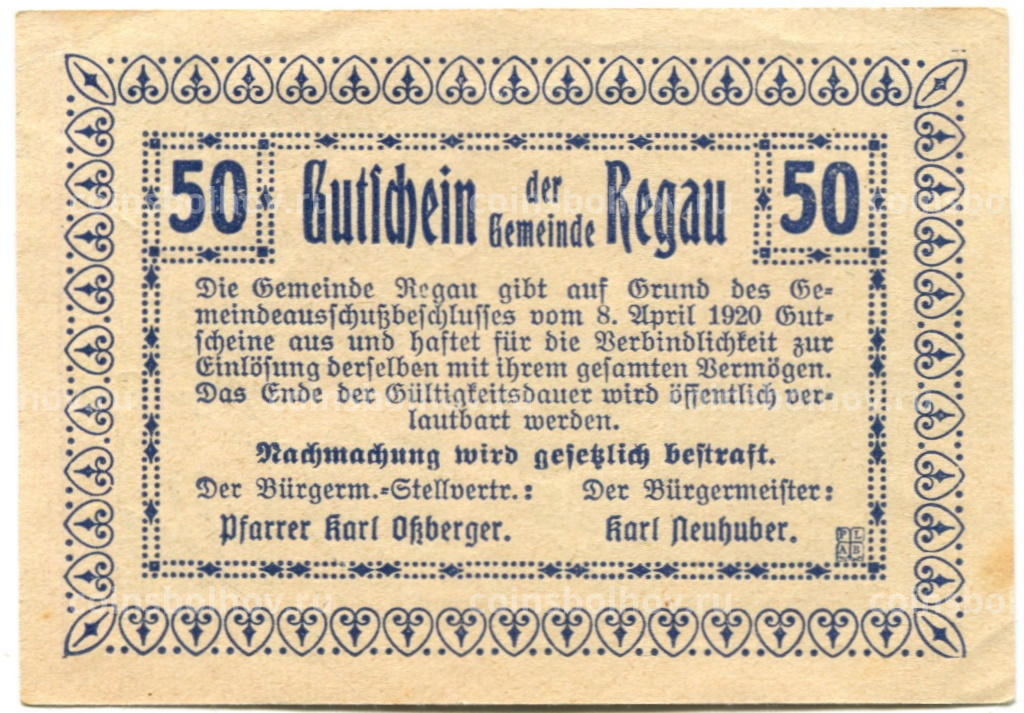 50 Gutschein der Gemeinde Regau 50
Die Gemeinde Regau gibt auf Grund des Ge=
meindeausschußbeschlusses vom 8. April 1920 Gut=
scheine aus und haftet für die Verbindlichkeit zur
Einlösung derselben mit ihrem gesamten Vermögen.
Das Ende der Gültigkeitsdauer wird öffentlich ver=
lautbart werden.
Nachmachung wird gesetzlich bestraft.
Der Bürgerm.=Stellvertr.: Der Bürgermeister:
Pfarrer Karl Oßberger. Karl Neuhuber.
P L
A B
coinsbolhov.ru